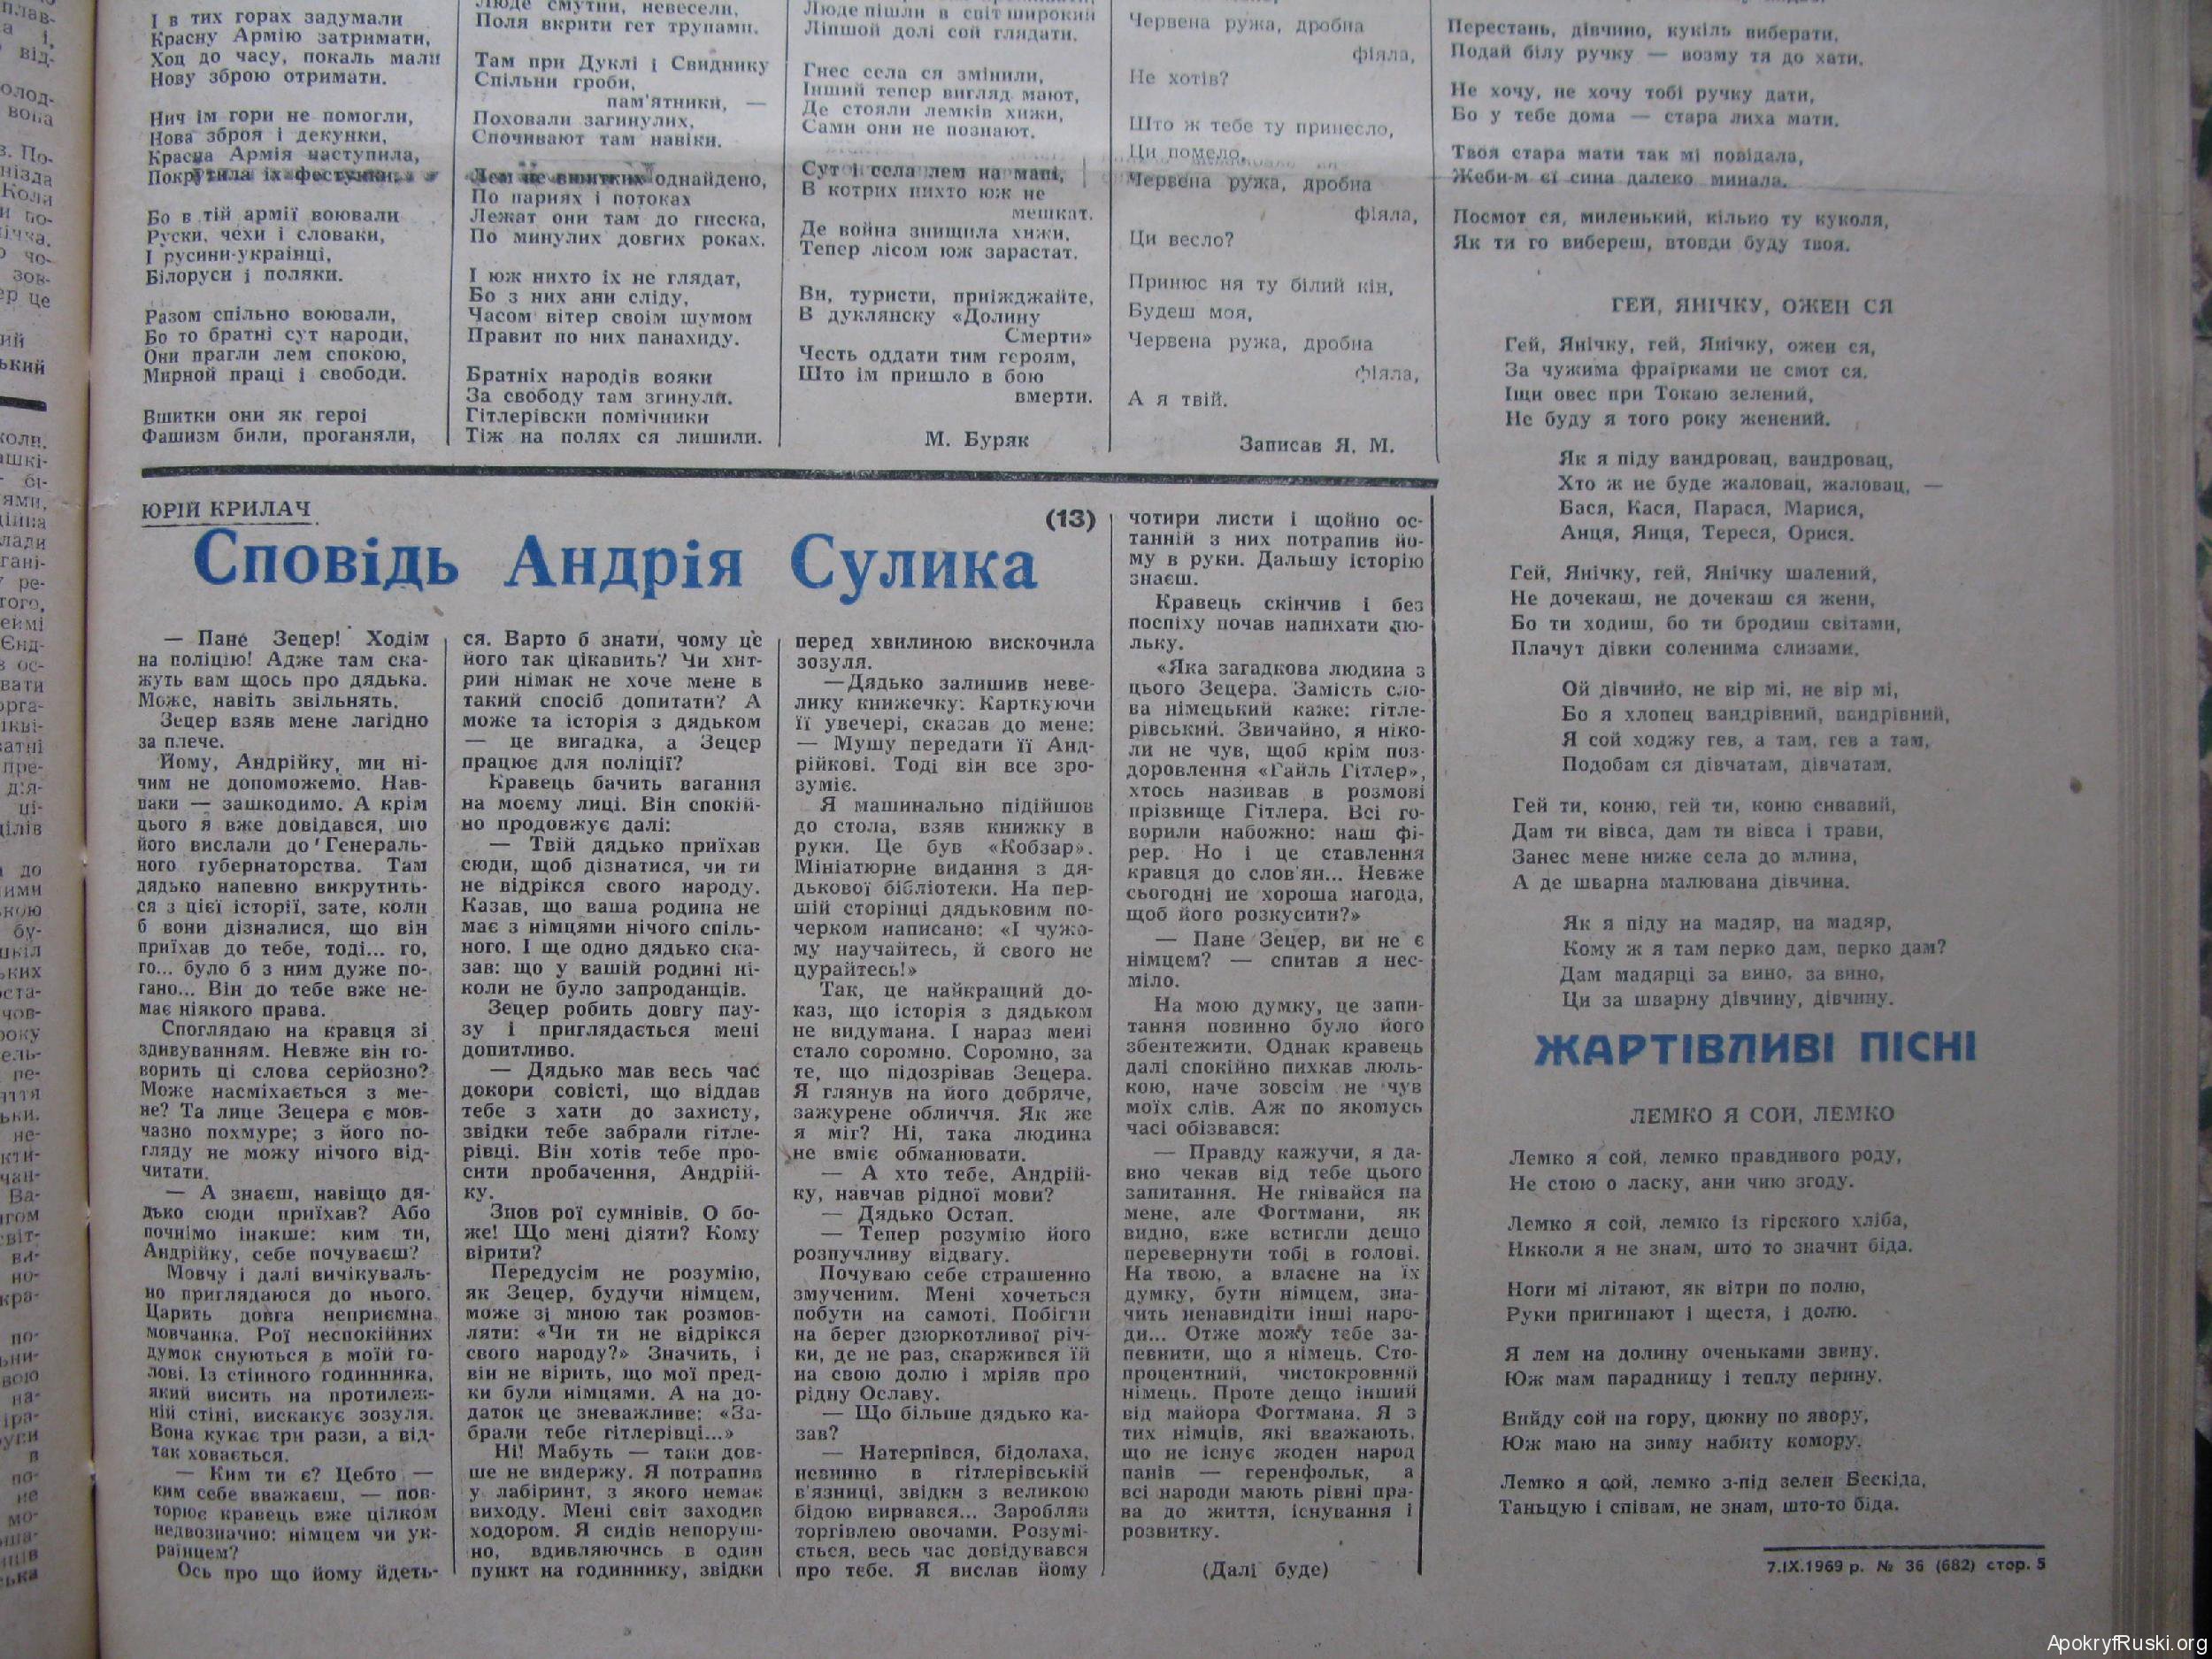 І в тих горах задумали
Красну Армію затримати,
Хоц до часу, покаль мали
Нову зброю отримати.
Нич ім гори не помогли,
Нова зброя і декунки,
Красна Армія наступила,
Бо в тій армії воювали
Руски, чехи і словаки,
І русини-українці,
Білоруси і поляки.
Разом спільно воювали,
Бо то братні сут народи,
Они прагли лем спокою,
Мирной праці і свободи.
Вшитки они як герої
Фашизм били, проганяли,
Люде смутни, невесели,
Поля вкрити гет трупами.
Там при Дуклі і Свиднику
Спільни гроби,
пам'ятники, —
Поховали загинулих,
Спочивают там навіки.
Лем не вшитких однайдено,
По париях і потоках
Лежат они там до гнеска,
По минулих довгих роках.
І юж нихто іх не глядат,
Бо з них ани сліду,
Часом вітер своім шумом
Правит по них панахиду.
Братніх народів вояки
За свободу там згинули.
Гітлерівски помічники
Тіж на полях ся лишили.
Люде пішли в світ широкий
Ліпшой долі сой глядати.
Гнес села ся змінили,
Інший тепер вигляд мают,
Де стояли лемків хижи,
Сами они не познают.
Сут і села лем на мапі,
В котрих нихто юж не
мешкат.
Де война знищила хижи,
Тепер лісом юж зарастат.
Ви, туристи, приіжджайте,
В дуклянску «Долину
Смерти»
Честь оддати тим героям,
Што ім пришло в бою
вмерти.
М. Буряк
Червена ружа, дробна
фіяла,
Не хотів?
Што ж тебе ту принесло,
Ци помело,
Червена ружа, дробна
фіяла,
Ци весло?
Принюс ня ту білий кін,
Будеш моя,
Червена ружа, дробна
фіяла,
А я твій.
Записав Я. М.
Перестань, дівчино, кукіль виберати,
Подай білу ручку — возму тя до хати.
Не хочу, не хочу тобі ручку дати,
Бо у тебе дома — стара лиха мати.
Твоя стара мати так мі повідала,
Жеби-м єі сина далеко минала.
Посмот ся, миленький, кілько ту куколя,
Як тя го вибереш, втовди буду твоя.
ГЕЙ, ЯНІЧКУ, ОЖЕН СЯ
Гей, Янічку, гей, Янічку, ожен ся,
За чужима фраїрками не смот ся.
Іщи овес при Токаю зелений,
Не буду я того року женений.
Як я піду вандровац, вандровац,
Хто ж не буде жаловац, жаловац, —
Бася, Кася, Парася, Марися,
Анця, Янця, Тереся, Орися.
Гей, Янічку, гей, Янічку шалений,
Не дочекаш, не дочекаш ся жени,
Бо ти ходиш, бо ти бродиш світами,
Плачут дівки соленима слизами.
Ой дівчино, не вір мі, не вір мі,
Бо я хлопец вандрівний, вандрівний,
Я сой ходжу гев, а там, гев а там,
Подобам ся дівчатам, дівчатам.
Гей ти, коню, гей ти, коню сивавий,
Дам ти вівса, дам ти вівса і трави,
Занес мене ниже села до млина,
А де шварна малювана дівчина.
Як я піду на мадяр, на мадяр,
Кому ж я там перко дам, перко дам?
Дам мадярці за вино, за вино,
Ци за шварну дівчину, дівчину.
ЖАРТІВЛИВІ ПІСНІ
ЛЕМКО Я СОЙ, ЛЕМКО
Лемко я сой, лемко правдивого роду,
Не стою о ласку, ани чию згоду.
Лемко я сой, лемко із гірского хліба,
Николи я не знам, што то значит біда.
Ноги мі літают, як вітри по полю,
Руки пригинают і щестя, і долю.
Я лем на долину оченьками звину,
Юж мам парадницу і теплу перину.
Вийду сой на гору, цюкну по явору,
Юж маю на зиму набиту комору.
Лемко я сой, лемко з-під зелен Бескіда,
Таньцую і співам, не знам, што-то біда.
7.IX.1969 р. № 36 (682) стор. 5
ЮРІЙ КРИЛАЧ
(13)
Сповідь Андрія Сулика
— Пане Зецер! Ходім
на поліцію! Адже там ска-
жуть вам щось про дядька.
Може, навіть звільнять.
Зецер взяв мене лагідно
за плече.
Йому, Андрійку, ми ні-
чим не допоможемо. Нав-
паки — зашкодимо. А крім
цього я вже довідався, що
його вислали до Генераль-
ного губернаторства. Там
дядько напевно викрутить-
ся з цієї історії, зате, коли
б вони дізналися, що він
приїхав до тебе, тоді... го,
го... було б з ним дуже по-
гано... Він до тебе вже не-
має ніякого права.
Споглядаю на кравця зі
здивуванням. Невже він го-
ворить ці слова серйозно?
Може насміхається з ме-
не? Та лице Зецера є мов-
чазно похмуре; з його по-
гляду не можу нічого від-
читати.
— А знаєш, навіщо дя-
дько сюди приїхав? Або
почнімо інакше: ким ти,
Андрійку, себе почуваєш?
Мовчу і далі вичікуваль-
но приглядаюся до нього.
Царить довга неприємна
мовчанка. Рої неспокійних
думок снуються в моїй го-
лові. Із стінного годинника,
який висить на протилеж-
ній стіні, вискакує зозуля.
Вона кукає три рази, а від-
так ховається.
— Ким ти є? Цебто —
ким себе вважаєш, — пов-
торює кравець вже цілком
недвозначно: німцем чи ук-
раїнцем?
Ось про що йому йдеть-
ся. Варто б знати, чому це
його так цікавить? Чи хит-
рий німак не хоче мене в
такий спосіб допитати? А
може та історія з дядьком
— це вигадка, а Зецер
працює для поліції?
Кравець бачить вагання
на моєму лиці. Він спокій-
но продовжує далі:
— Твій дядько приїхав
сюди, щоб дізнатися, чи ти
не відрікся свого народу.
Казав, що ваша родина не
має з німцями нічого спіль-
ного. І ще одно дядько ска-
зав: що у вашій родині ні-
коли не було запроданців.
Зецер робить довгу пау-
зу і приглядається мені
допитливо.
— Дядько мав весь час
докори совісті, що віддав
тебе з хати до захисту,
звідки тебе забрали гітле-
рівці. Він хотів тебе про-
сити пробачення, Андрій-
ку.
Знов рої сумнівів. О бо-
же! Що мені діяти? Кому
вірити?
Передусім не розумію,
як Зецер, будучи німцем,
може зі мною так розмов-
ляти: «Чи ти не відрікся
свого народу?» Значить, і
він не вірить, що мої пред-
ки були німцями. А на до-
даток це зневажливе: «За-
брали тебе гітлерівці...»
Ні! Мабуть — таки дов-
ше не видержу. Я потрапив
у лабіринт, з якого немає
виходу. Мені світ заходив
ходором. Я сидів непоруш-
но, вдивляючись в один
пункт на годиннику, звідки
перед хвилиною вискочила
зозуля.
—Дядько залишив неве-
лику книжечку. Карткуючи
її увечері, сказав до мене:
— Мушу передати її Анд-
рійкові. Тоді він все зро-
зуміє.
Я машинально підійшов
до стола, взяв книжку в
руки. Це був «Кобзар».
Мініатюрне видання з дя-
дькової бібліотеки. На пер-
шій сторінці дядьковим по-
черком написано: «І чужо-
му научайтесь, й свого не
цурайтесь!»
Так, це найкращий до-
каз, що історія з дядьком
не видумана. І нараз мені
стало соромно. Соромно, за
те, що підозрівав Зецера.
Я глянув на його добряче,
зажурене обличчя. Як же
я міг? Ні, така людина
не вміє обманювати.
— А хто тебе, Андрій-
ку, навчав рідної мови?
— Дядько Остап.
— Тепер розумію його
розпучливу відвагу.
Почуваю себе страшенно
змученим. Мені хочеться
побути на самоті. Побігти
на берег дзюркотливої річ-
ки, де не раз, скаржився їй
на свою долю і мріяв про
рідну Ославу.
— Що більше дядько ка-
зав?
— Натерпівся, бідолаха,
невинно в гітлерівській
в'язниці, звідки з великою
бідою вирвався... Заробляв
торгівлею овочами. Розумі-
ється, весь час довідувався
про тебе. Я вислав йому
чотири листи і щойно ос-
танній з них потрапив йо-
му в руки. Дальшу історію
знаєш.
Кравець скінчив і без
поспіху почав напихати лю-
льку.
«Яка загадкова людина з
цього Зецера. Замість сло-
ва німецький каже: гітле-
рівський. Звичайно, я ніко-
ли не чув, щоб крім поз-
доровлення «Гайль Гітлер»,
хтось називав в розмові
прізвище Гітлера. Всі го-
ворили набожно: наш фі-
рер. Но і це ставлення
кравця до слов'ян... Невже
сьогодні не хороша нагода,
щоб його розкусити?»
— Пане Зецер, ви не є
німцем? — спитав я нес-
міло.
На мою думку, це запи-
тання повинно було його
збентежити. Однак кравець
далі спокійно пихкав люль-
кою, наче зовсім не чув
моїх слів. Аж по якомусь
часі обізвався:
— Правду кажучи, я да-
вно чекав від тебе цього
запитання. Не гнівайся на
мене, але Фогтмани, як
видно, вже встигли дещо
перевернути тобі в голові.
На твою, а власне на їх
думку, бути німцем, зна-
чить ненавидіти інші наро-
ди... Отже можу тебе за-
певнити, що я німець. Сто-
процентний, чистокровний
німець. Проте дещо інший
від майора Фогтмана. Я з
тих німців, які вважають,
що не існує жоден народ
панів — геренфольк, а
всі народи мають рівні пра-
ва до життя, існування і
розвитку.
(Далі буде)
ApokryfRuski.org